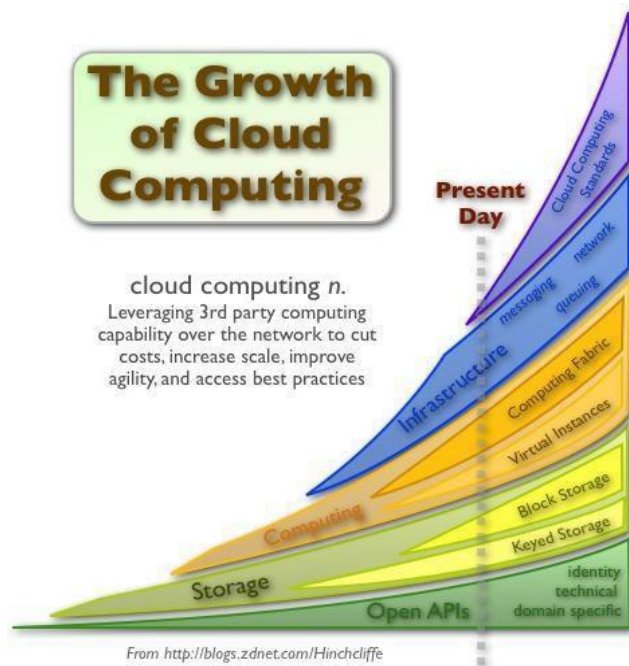 The Growth
of Cloud
Computing
Present
Day
cloud computing n.
Leveraging 3rd party computing
capability over the network to cut
costs, increase scale, improve
agility, and access best practices
Cloud Computing
Standards
Infrastructure
messaging
network
queuing
Computing
Computing Fabric
Virtual Instances
Storage
Block Storage
Keyed Storage
Open APIs
identity
technical
domain specific
From http://blogs.zdnet.com/Hinchcliffe